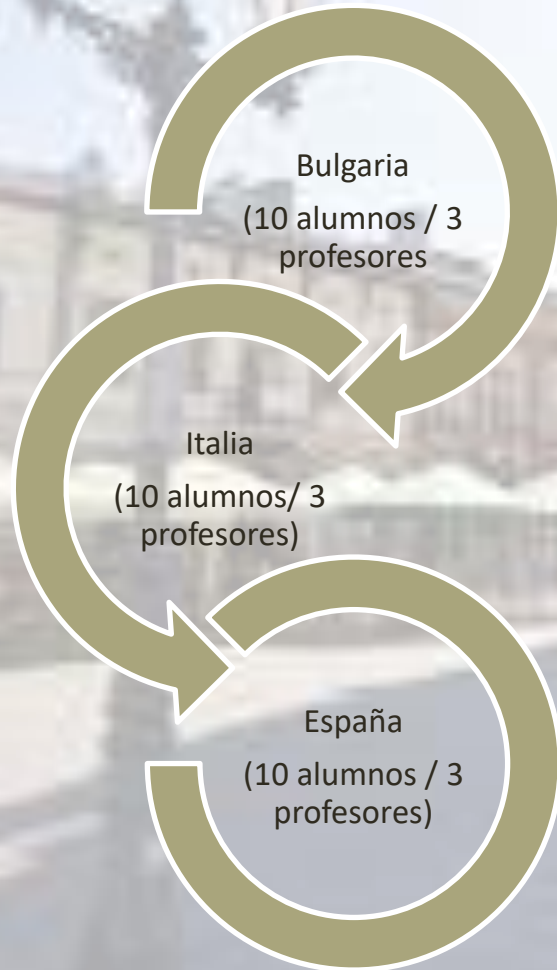 Bulgaria
(10 alumnos / 3
profesores
Italia
(10 alumnos/ 3
profesores)
España
(10 alumnos / 3
profesores)